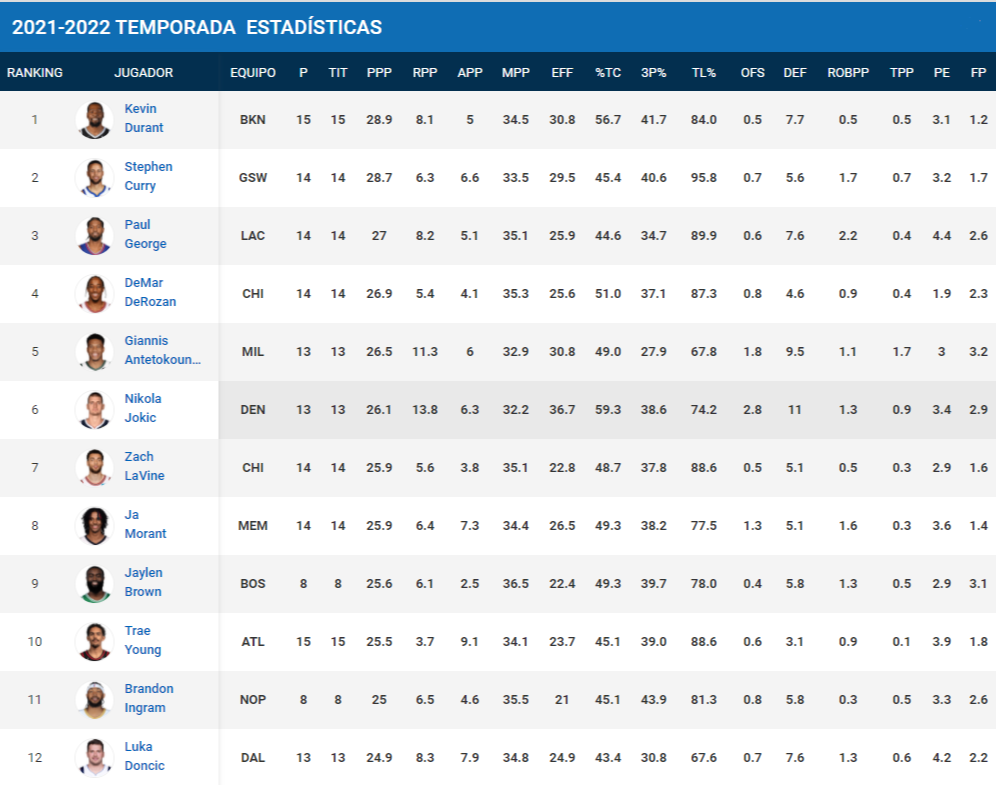 2021-2022 TEMPORADA ESTADÍSTICAS
RANKING JUGADOR EQUIPO P TIT PPP RPP APP MPP EFF %TC 3P% TL% OFS DEF ROBPP TPP PE FP
1 Kevin Durant BKN 15 15 28.9 8.1 5 34.5 30.8 56.7 41.7 84.0 0.5 7.7 0.5 0.5 3.1 1.2
2 Stephen Curry GSW 14 14 28.7 6.3 6.6 33.5 29.5 45.4 40.6 95.8 0.7 5.6 1.7 0.7 3.2 1.7
3 Paul George LAC 14 14 27 8.2 5.1 35.1 25.9 44.6 34.7 89.9 0.6 7.6 2.2 0.4 4.4 2.6
4 DeMar DeRozan CHI 14 14 26.9 5.4 4.1 35.3 25.6 51.0 37.1 87.3 0.8 4.6 0.9 0.4 1.9 2.3
5 Giannis Antetokoun... MIL 13 13 26.5 11.3 6 32.9 30.8 49.0 27.9 67.8 1.8 9.5 1.1 1.7 3 3.2
6 Nikola Jokic DEN 13 13 26.1 13.8 6.3 32.2 36.7 59.3 38.6 74.2 2.8 11 1.3 0.9 3.4 2.9
7 Zach LaVine CHI 14 14 25.9 5.6 3.8 35.1 22.8 48.7 37.8 88.6 0.5 5.1 0.5 0.3 2.9 1.6
8 Ja Morant MEM 14 14 25.9 6.4 7.3 34.4 26.5 49.3 38.2 77.5 1.3 5.1 1.6 0.3 3.6 1.4
9 Jaylen Brown BOS 8 8 25.6 6.1 2.5 36.5 22.4 49.3 39.7 78.0 0.4 5.8 1.3 0.5 2.9 3.1
10 Trae Young ATL 15 15 25.5 3.7 9.1 34.1 23.7 45.1 39.0 88.6 0.6 3.1 0.9 0.1 3.9 1.8
11 Brandon Ingram NOP 8 8 25 6.5 4.6 35.5 21 45.1 43.9 81.3 0.8 5.8 0.3 0.5 3.3 2.6
12 Luka Doncic DAL 13 13 24.9 8.3 7.9 34.8 24.9 43.4 30.8 67.6 0.7 7.6 1.3 0.6 4.2 2.2